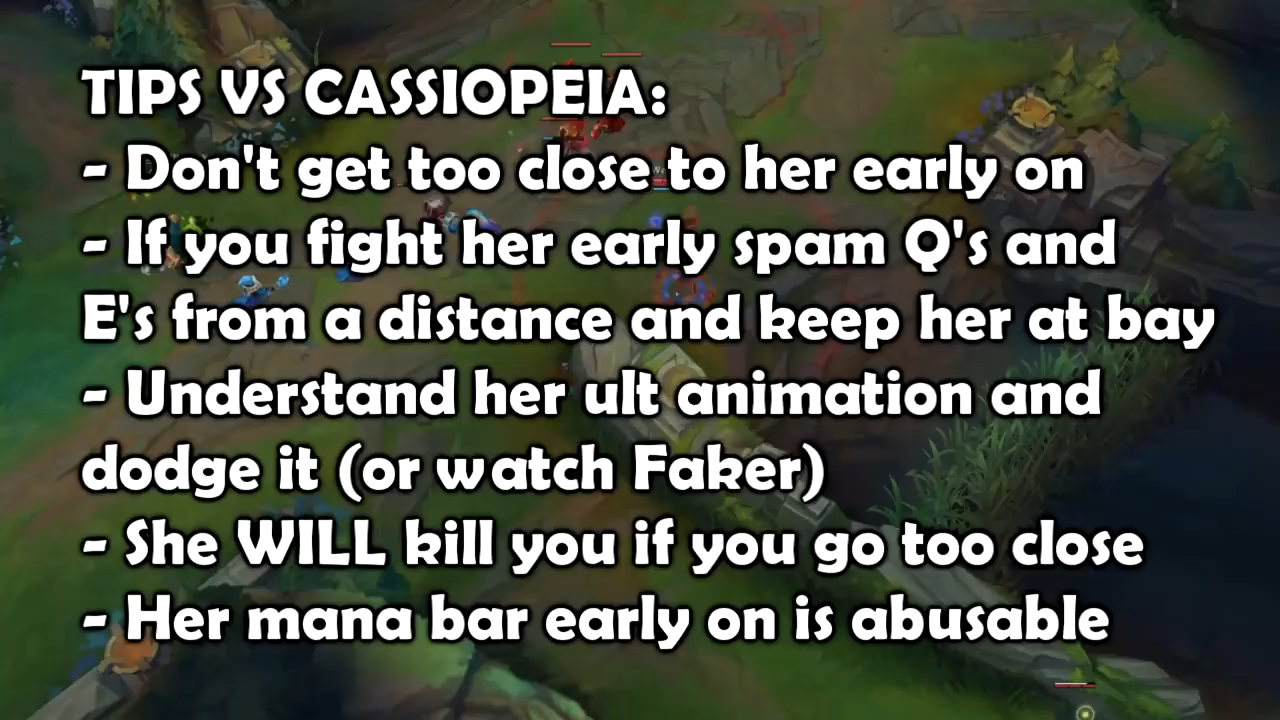 TIPS VS CASSIOPEIA:
- Don't get too close to her early on
- If you fight her early spam Q's and
E's from a distance and keep her at bay
- Understand her ult animation and
dodge it (or watch Faker)
- She WILL kill you if you go too close
- Her mana bar early on is abusable